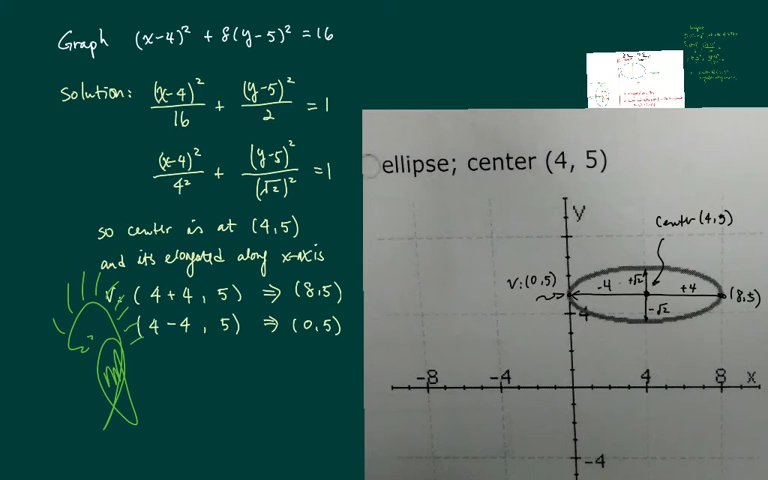 Graph (x-4)² + 8(y-5)² = 16
Solution: (x-4)²/16 + (y-5)²/2 = 1
(x-4)²/4² + (y-5)²/(√2)² = 1
so center is at (4,5)
and its elongated along x-axis
V: (4+4, 5) ⇒ (8,5)
(4-4, 5) ⇒ (0,5)
ellipse; center (4, 5)
y
center (4,5)
V:(0,5)
-4
+√2
+4
(8,5)
-√2
4
-8
-4
4
8
x
-4